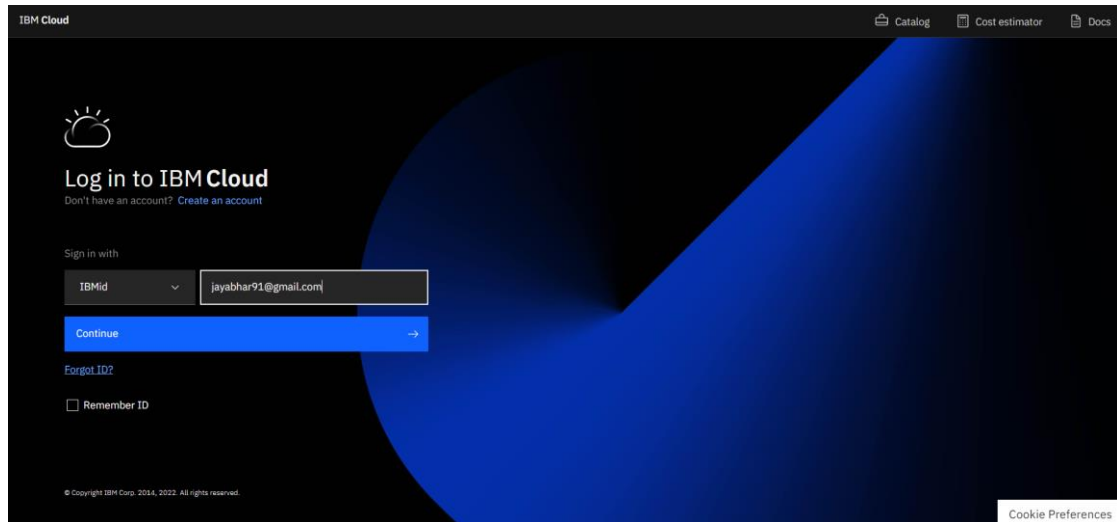 IBM Cloud
Catalog
Cost estimator
Docs
Log in to IBM Cloud
Don't have an account? Create an account
Sign in with
IBMid
jayabhar91@gmail.com
Continue
Forgot ID?
Remember ID
© Copyright IBM Corp. 2014, 2022. All rights reserved.
Cookie Preferences